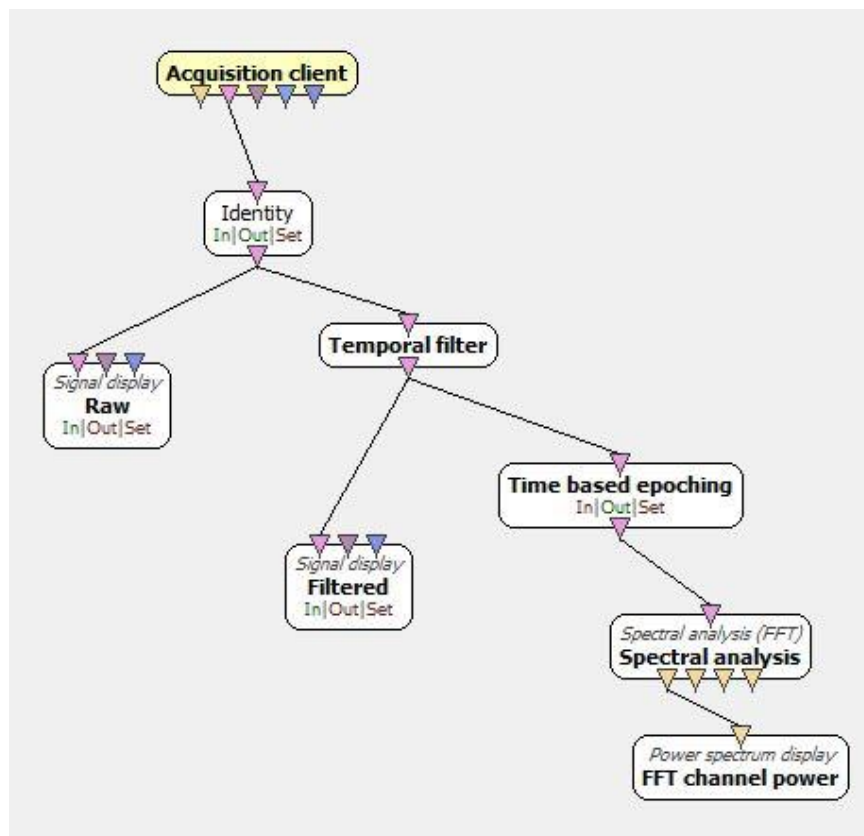 Acquisition client
Identity
In|Out|Set
Temporal filter
Signal display
Raw
In|Out|Set
Time based epoching
In|Out|Set
Signal display
Filtered
In|Out|Set
Spectral analysis (FFT)
Spectral analysis
Power spectrum display
FFT channel power